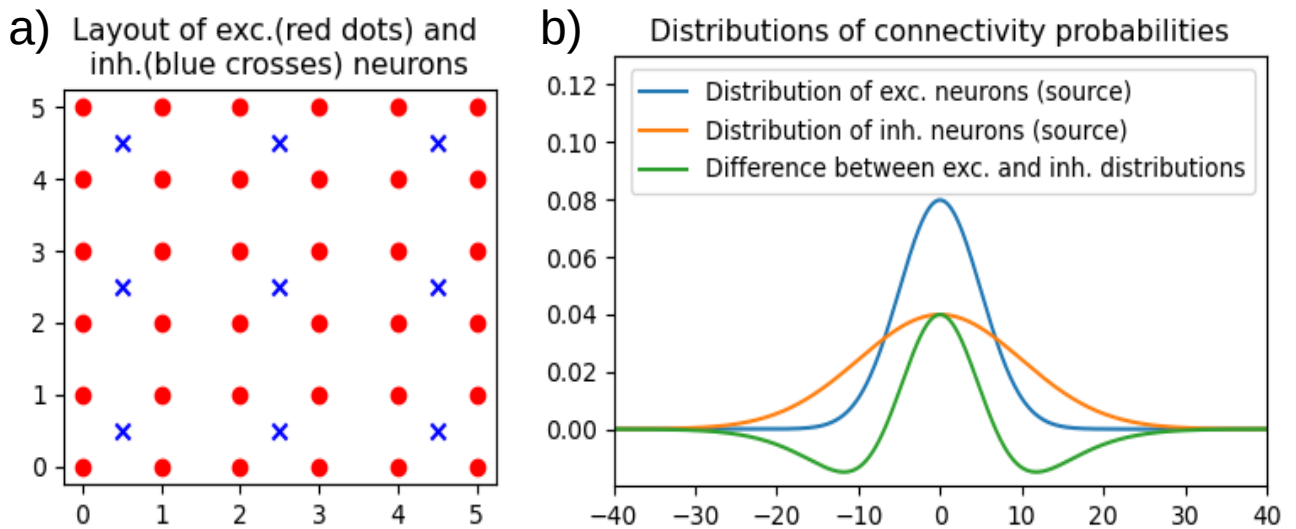 a)
Layout of exc.(red dots) and
inh.(blue crosses) neurons
5
4
3
2
1
0
0 1 2 3 4 5
b)
Distributions of connectivity probabilities
Distribution of exc. neurons (source)
Distribution of inh. neurons (source)
Difference between exc. and inh. distributions
0.12
0.10
0.08
0.06
0.04
0.02
0.00
−40 −30 −20 −10 0 10 20 30 40